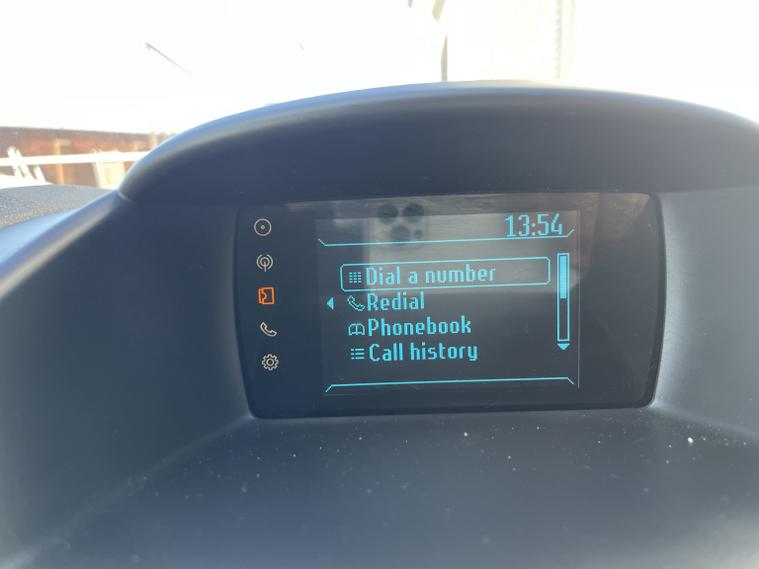 13:54
Dial a number
Redial
Phonebook
Call history